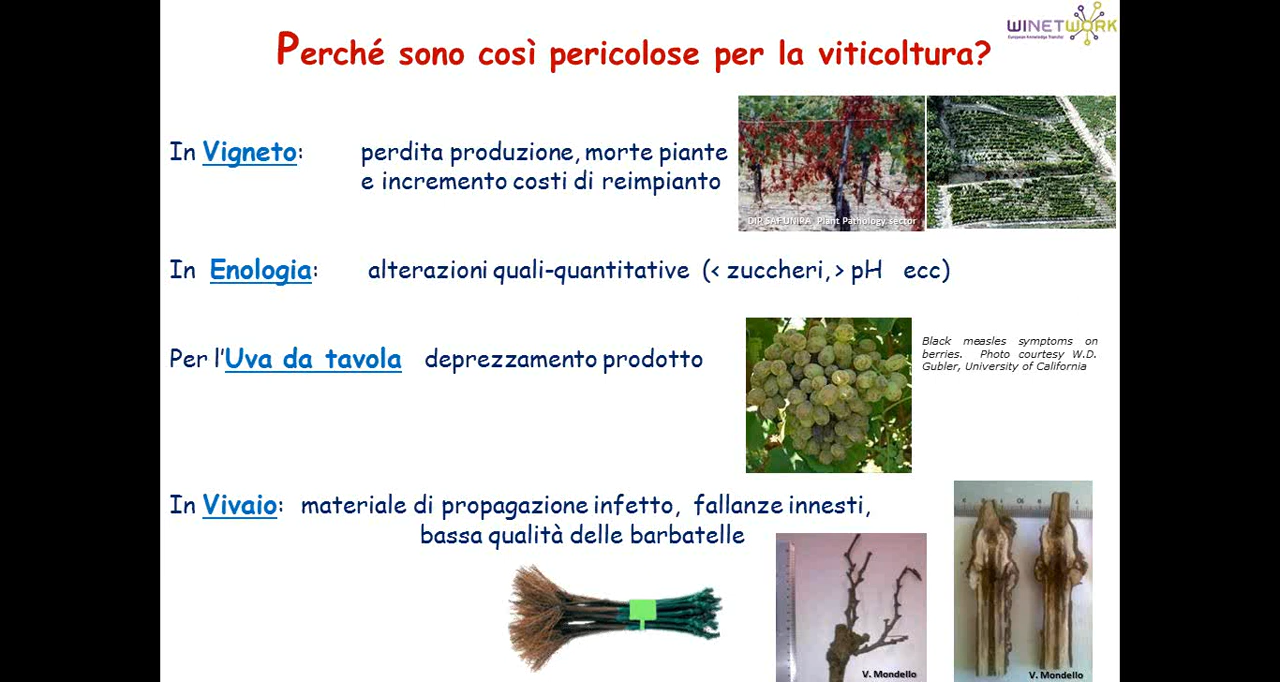 WINETWORK
European Knowledge Transfer
Perché sono così pericolose per la viticoltura?
In Vigneto: perdita produzione, morte piante
e incremento costi di reimpianto
DIP. SAF UNIPA Plant Pathology sector
In Enologia: alterazioni quali-quantitative (< zuccheri, > pH ecc)
Per l'Uva da tavola deprezzamento prodotto
Black measles symptoms on
berries. Photo courtesy W.D.
Gubler, University of California
In Vivaio: materiale di propagazione infetto, fallanze innesti,
bassa qualità delle barbatelle
V. Mondello
V. Mondello